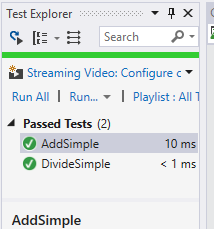 Test Explorer
Search
Streaming Video: Configure c
Run All | Run... | Playlist : All T
Passed Tests (2)
AddSimple 10 ms
DivideSimple < 1 ms
AddSimple